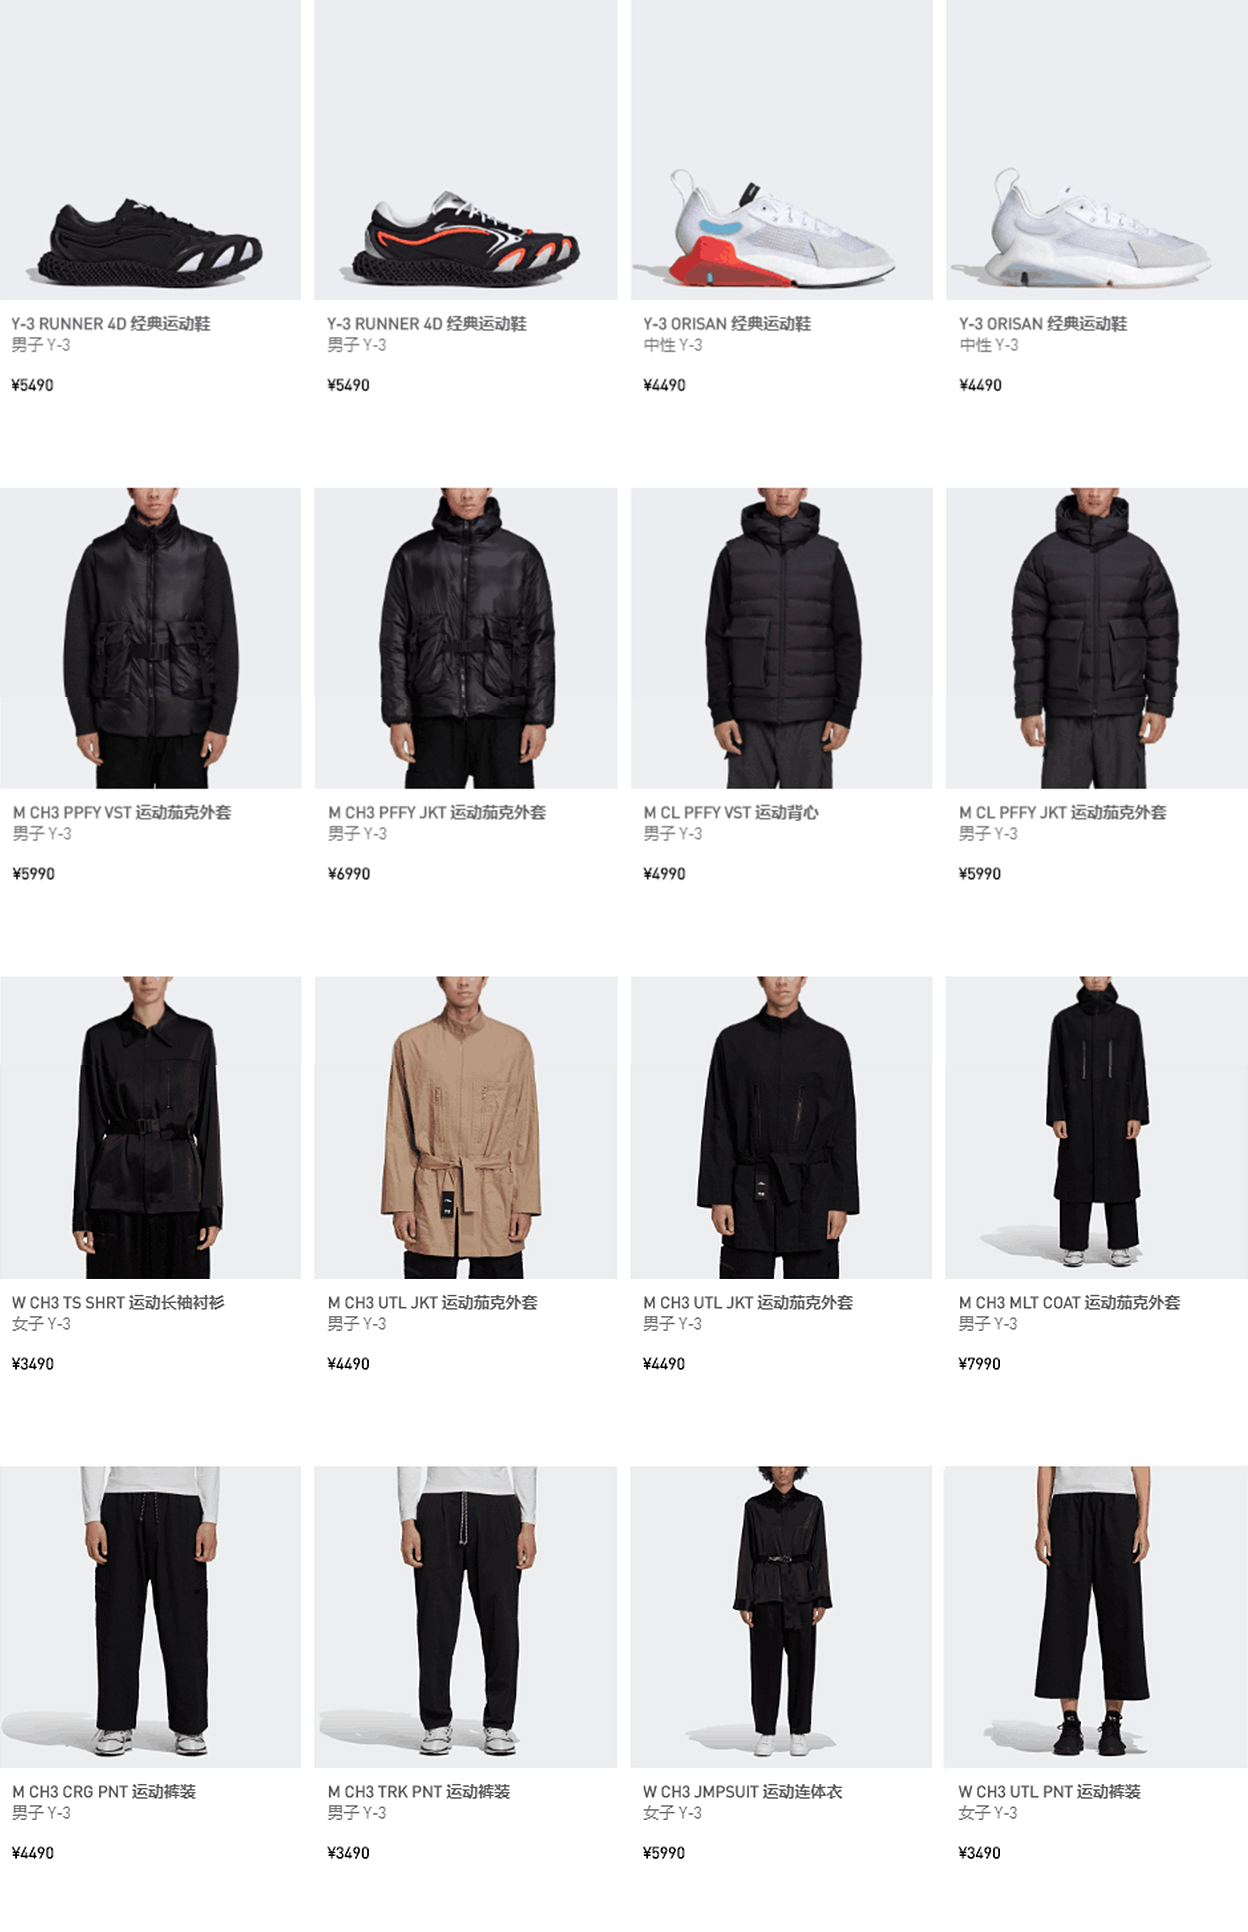 Y-3 RUNNER 4D 经典运动鞋
男子 Y-3
¥5490
Y-3 RUNNER 4D 经典运动鞋
男子 Y-3
¥5490
Y-3 ORISAN 经典运动鞋
中性 Y-3
¥4490
Y-3 ORISAN 经典运动鞋
中性 Y-3
¥4490
M CH3 PPFY VST 运动茄克外套
男子 Y-3
¥5990
M CH3 PFFY JKT 运动茄克外套
男子 Y-3
¥6990
M CL PFFY VST 运动背心
男子 Y-3
¥4990
M CL PFFY JKT 运动茄克外套
男子 Y-3
¥5990
W CH3 TS SHRT 运动长袖衬衫
女子 Y-3
¥3490
M CH3 UTL JKT 运动茄克外套
男子 Y-3
¥4490
M CH3 UTL JKT 运动茄克外套
男子 Y-3
¥4490
M CH3 MLT COAT 运动茄克外套
男子 Y-3
¥7990
M CH3 CRG PNT 运动裤装
男子 Y-3
¥4490
M CH3 TRK PNT 运动裤装
男子 Y-3
¥3490
W CH3 JMPSUIT 运动连体衣
女子 Y-3
¥5990
W CH3 UTL PNT 运动裤装
女子 Y-3
¥3490